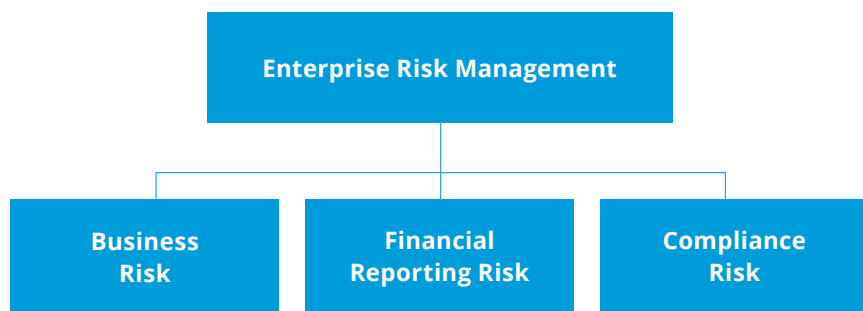 Enterprise Risk Management
Business
Risk
Financial
Reporting Risk
Compliance
Risk